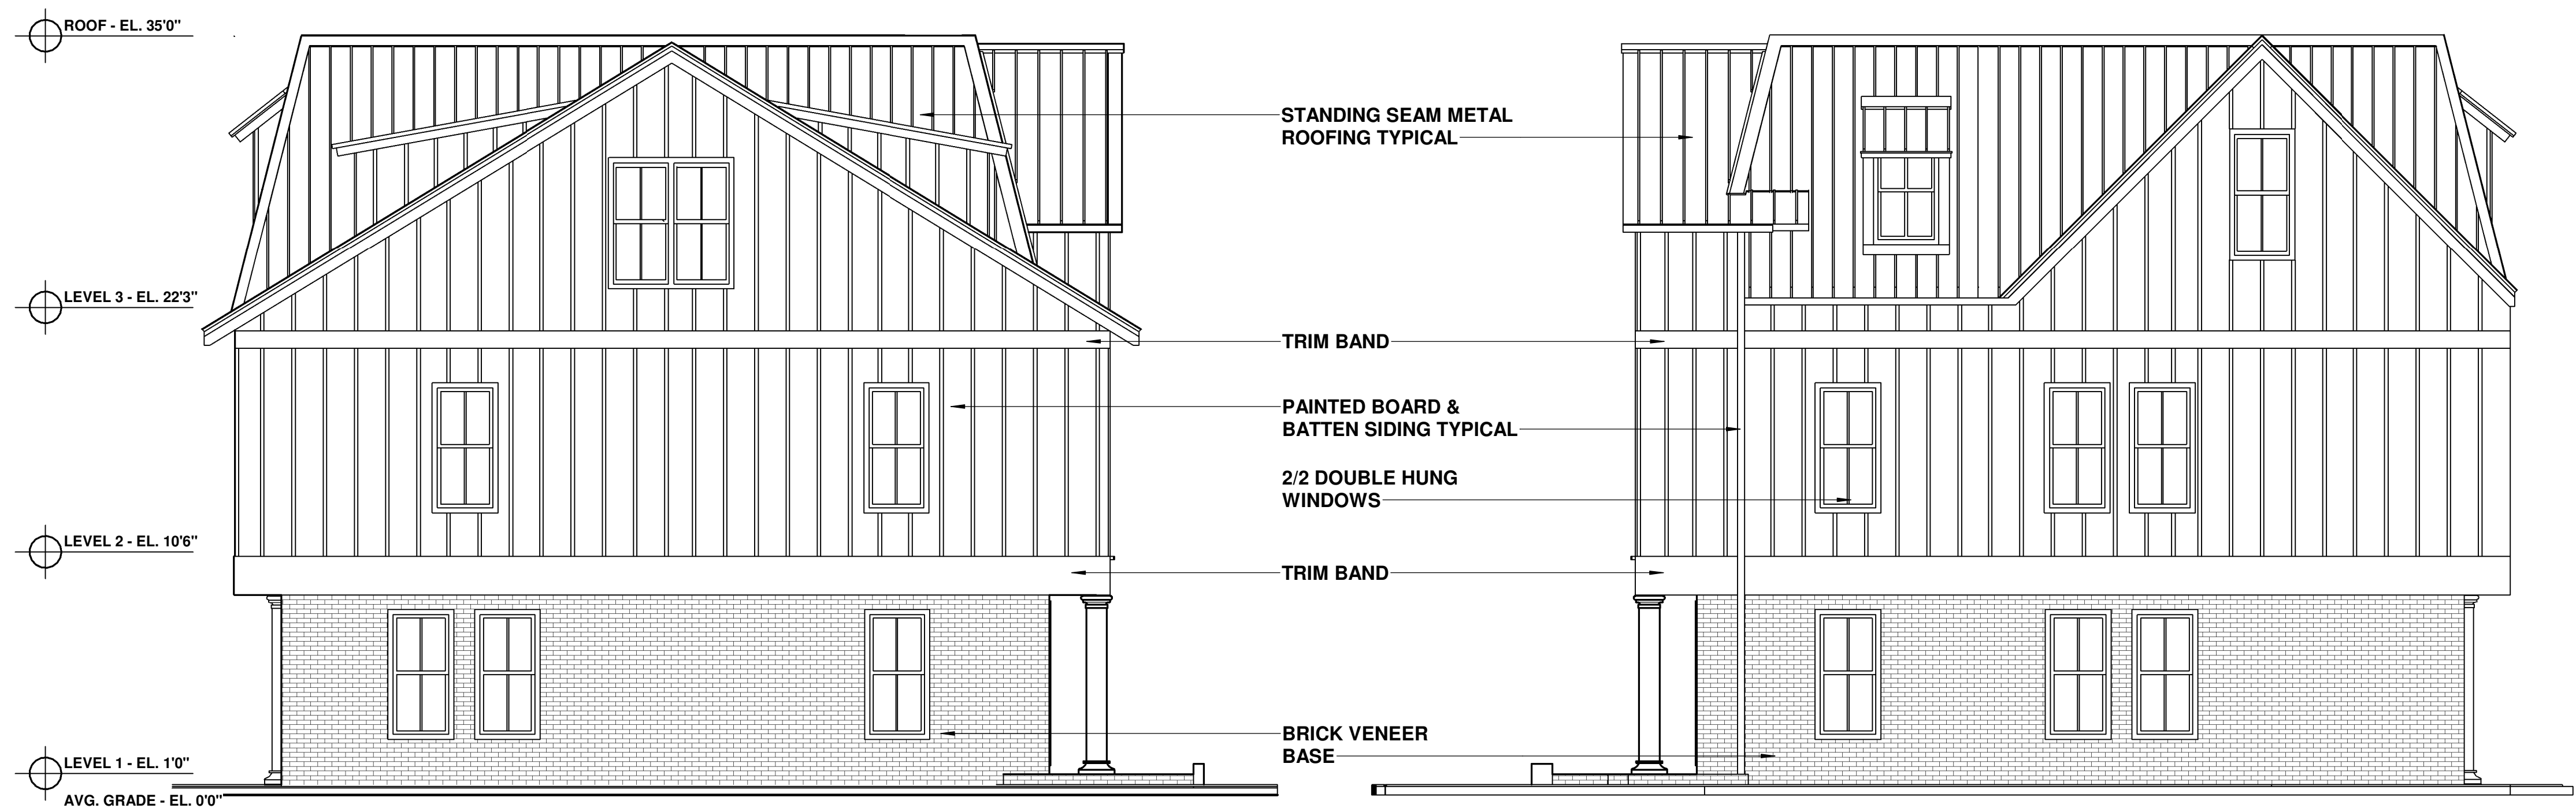 ROOF - EL. 35'0"
LEVEL 3 - EL. 22'3"
LEVEL 2 - EL. 10'6"
LEVEL 1 - EL. 1'0"
AVG. GRADE - EL. 0'0"
STANDING SEAM METAL
ROOFING TYPICAL
TRIM BAND
PAINTED BOARD &
BATTEN SIDING TYPICAL
2/2 DOUBLE HUNG
WINDOWS
TRIM BAND
BRICK VENEER
BASE